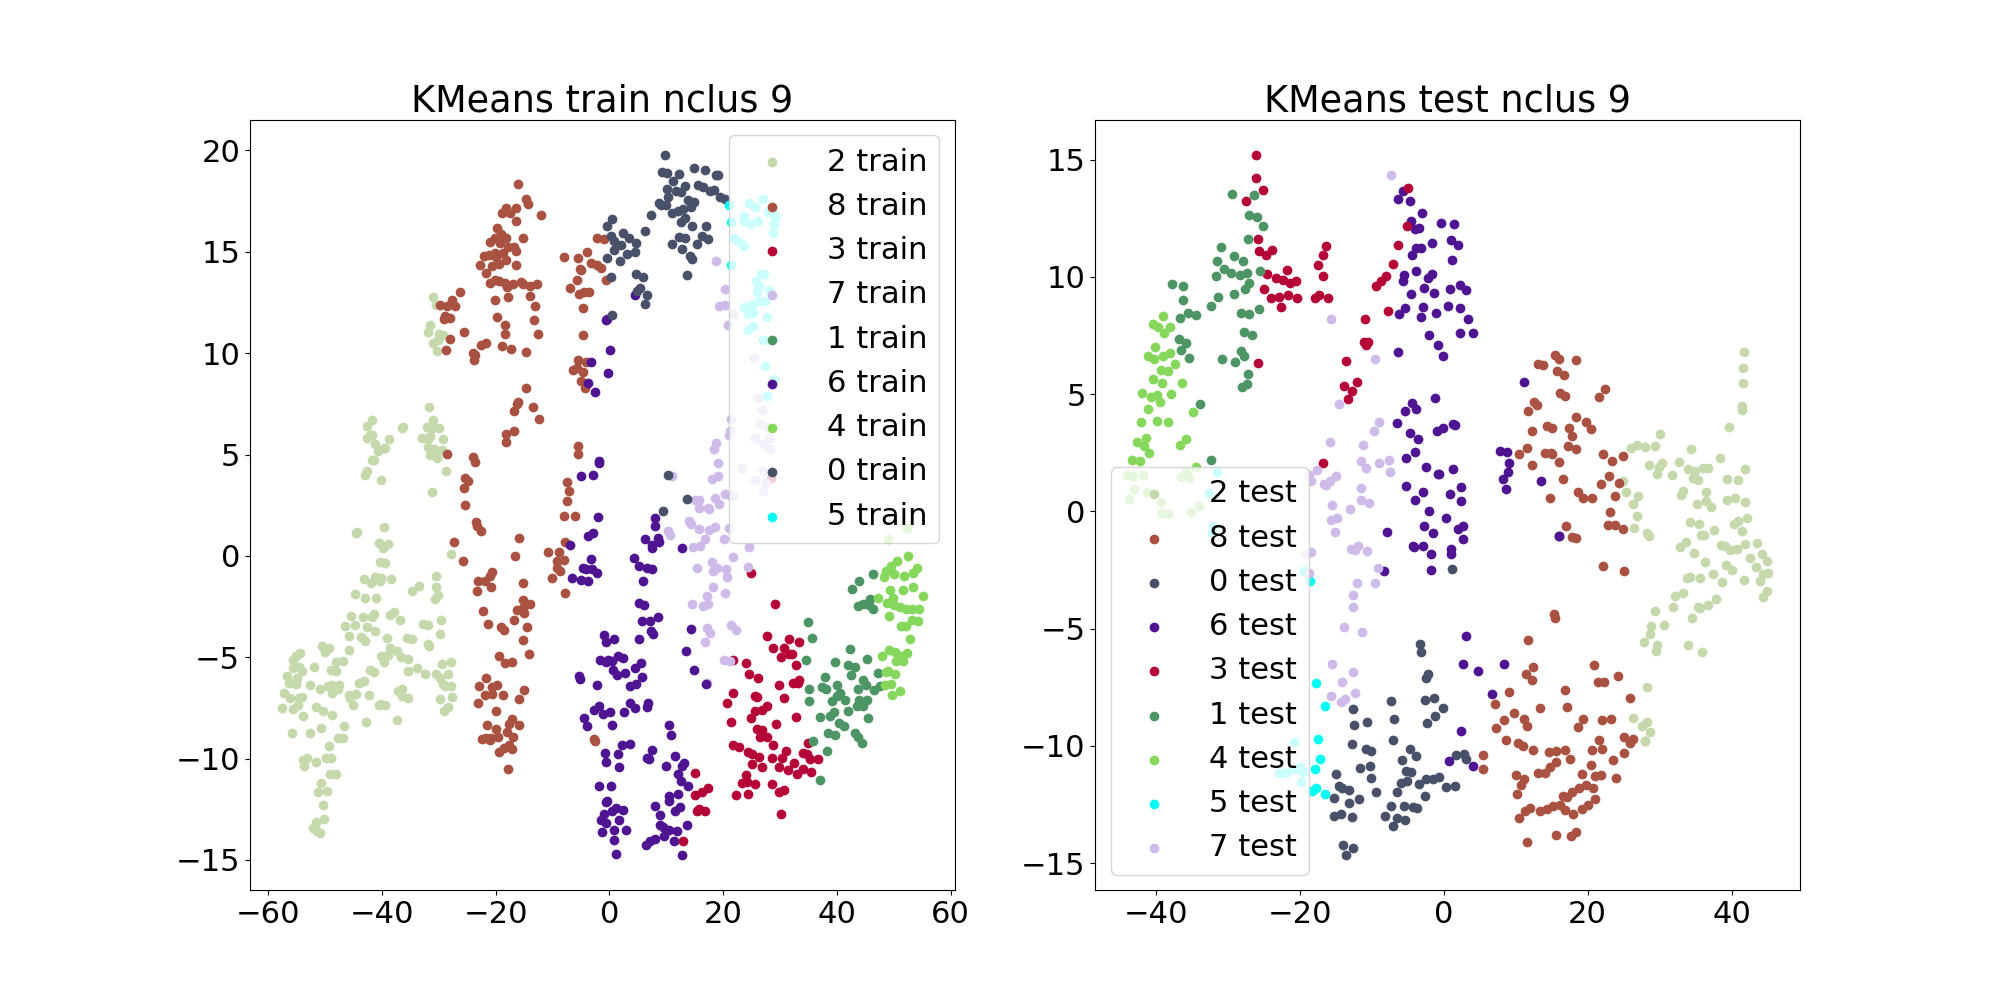 KMeans train nclus 9
20
15
10
5
0
−5
−10
−15
−60 −40 −20 0 20 40 60
2 train
8 train
3 train
7 train
1 train
6 train
4 train
0 train
5 train
KMeans test nclus 9
15
10
5
0
−5
−10
−15
−40 −20 0 20 40
2 test
8 test
0 test
6 test
3 test
1 test
4 test
5 test
7 test